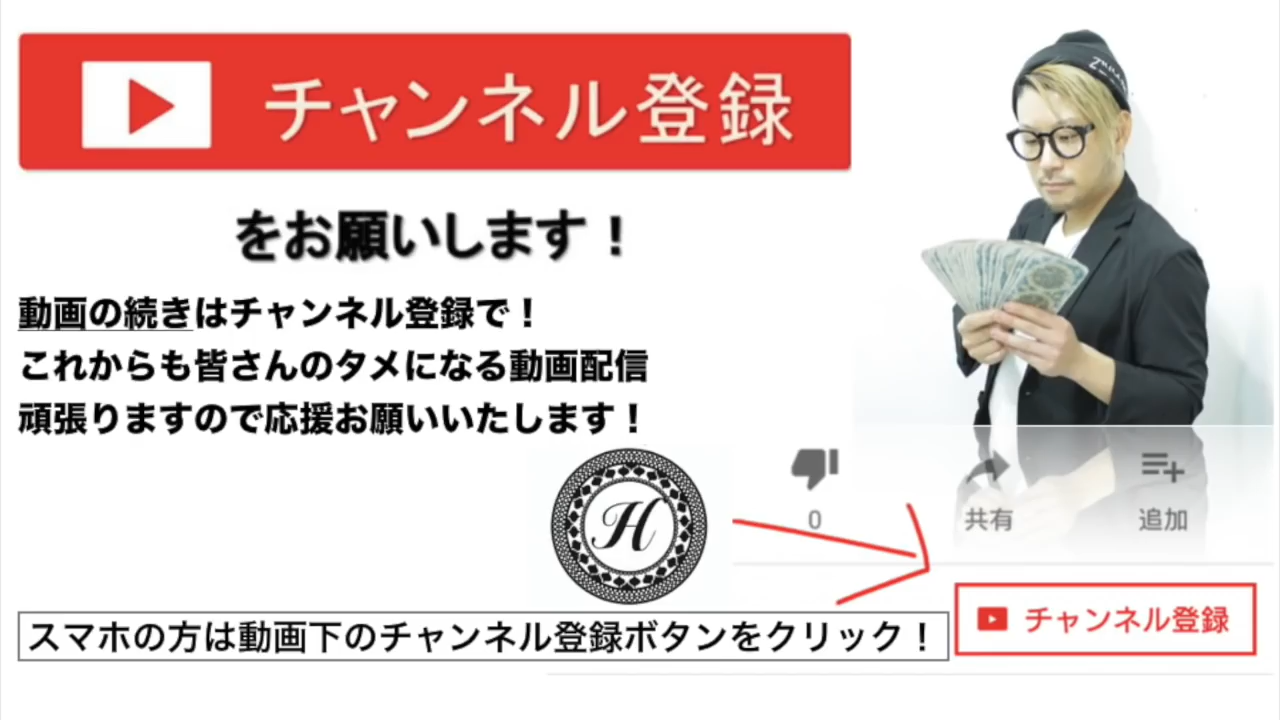 チャンネル登録
をお願いします！
動画の続きはチャンネル登録で！
これからも皆さんのタメになる動画配信
頑張りますので応援お願いいたします！
H
0
共有
追加
チャンネル登録
スマホの方は動画下のチャンネル登録ボタンをクリック！